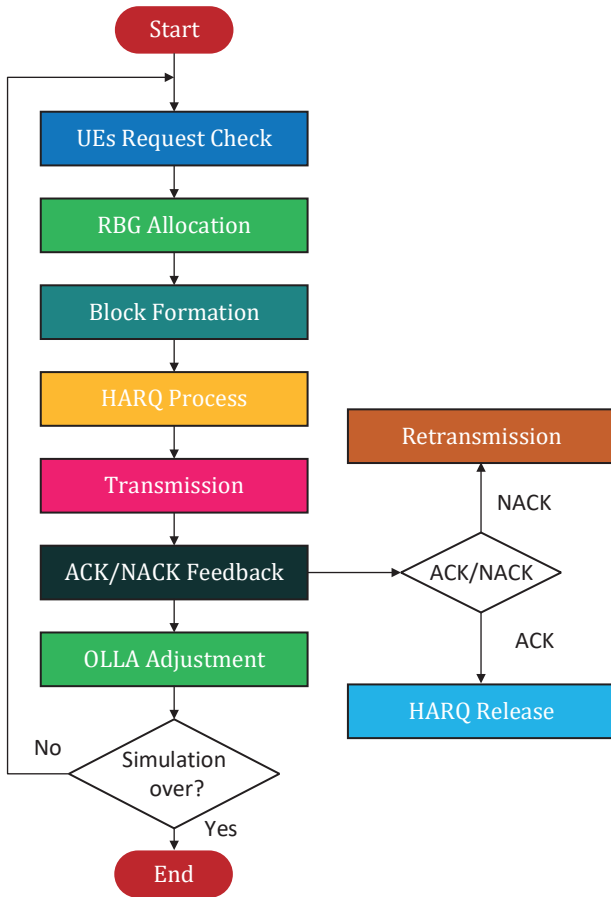 Start
UEs Request Check
RBG Allocation
Block Formation
HARQ Process
Retransmission
Transmission
NACK
ACK/NACK Feedback
ACK/NACK
ACK
OLLA Adjustment
HARQ Release
No
Simulation
over?
Yes
End